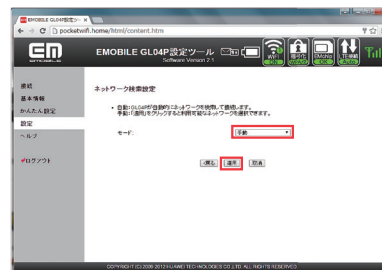 EMOBILE GL04P設定ツール
pocketwifi.home/html/content.htm
EMOBILE GL04P設定ツール
Software Version 2.1
接続
基本情報
かんたん設定
設定
ヘルプ
ログアウト
ネットワーク検索設定
自動:GL04Pが自動的にネットワークを検索して接続します。
手動:「適用」をクリックすると利用可能なネットワークを選択できます。
モード:
手動
<戻る
適用
取消
COPYRIGHT (C) 2006-2012 HUAWEI TECHNOLOGIES CO.,LTD. ALL RIGHTS RESERVED.